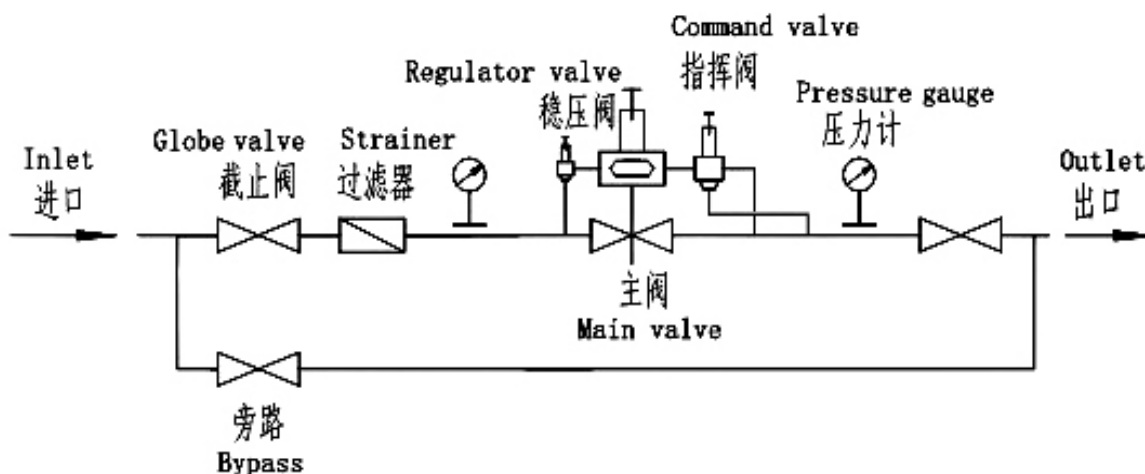 Command valve
指挥阀
Regulator valve
稳压阀
Pressure gauge
压力计
Globe valve
截止阀
Strainer
过滤器
Inlet
进口
Outlet
出口
主阀
Main valve
旁路
Bypass